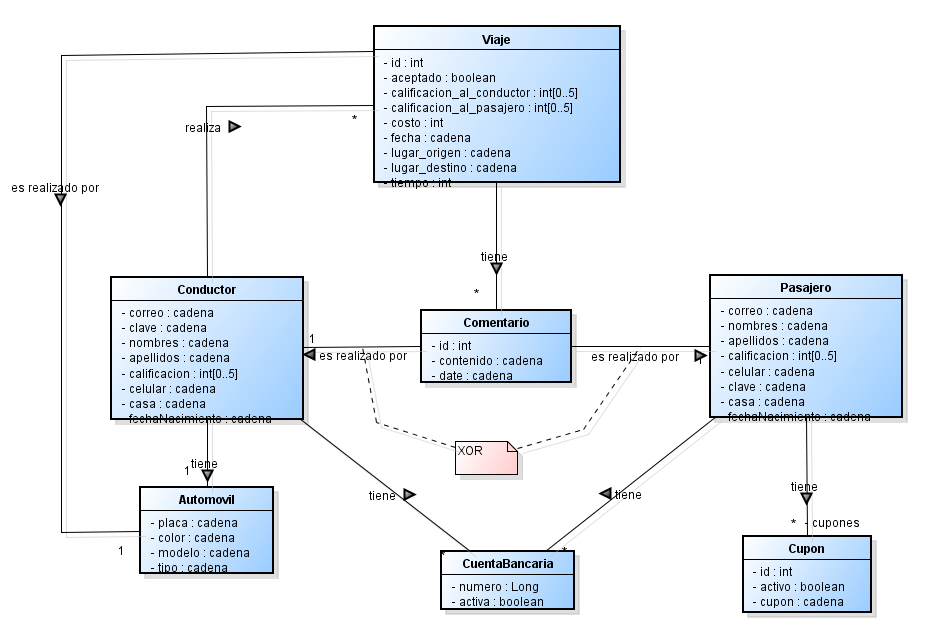 Viaje
- id : int
- aceptado : boolean
- calificacion_al_conductor : int[0..5]
- calificacion_al_pasajero : int[0..5]
- costo : int
- fecha : cadena
- lugar_origen : cadena
- lugar_destino : cadena
- tiempo : int
realiza
*
es realizado por
tiene
*
Conductor
- correo : cadena
- clave : cadena
- nombres : cadena
- apellidos : cadena
- calificacion : int[0..5]
- celular : cadena
- casa : cadena
- fechaNacimiento : cadena
Comentario
- id : int
- contenido : cadena
- date : cadena
Pasajero
- correo : cadena
- nombres : cadena
- apellidos : cadena
- calificacion : int[0..5]
- celular : cadena
- clave : cadena
- casa : cadena
- fechaNacimiento : cadena
1
es realizado por
es realizado por
1
XOR
1
tiene
Automovil
- placa : cadena
- color : cadena
- modelo : cadena
- tipo : cadena
1
tiene
tiene
*
*
CuentaBancaria
- numero : Long
- activa : boolean
tiene
* - cupones
Cupon
- id : int
- activo : boolean
- cupon : cadena